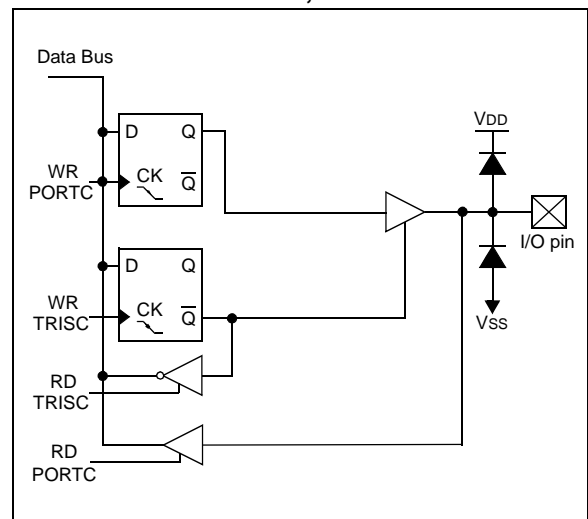 Data Bus
D Q
VDD
WR
PORTC
CK Q
I/O pin
D Q
WR
TRISC
CK Q
VSS
RD
TRISC
RD
PORTC